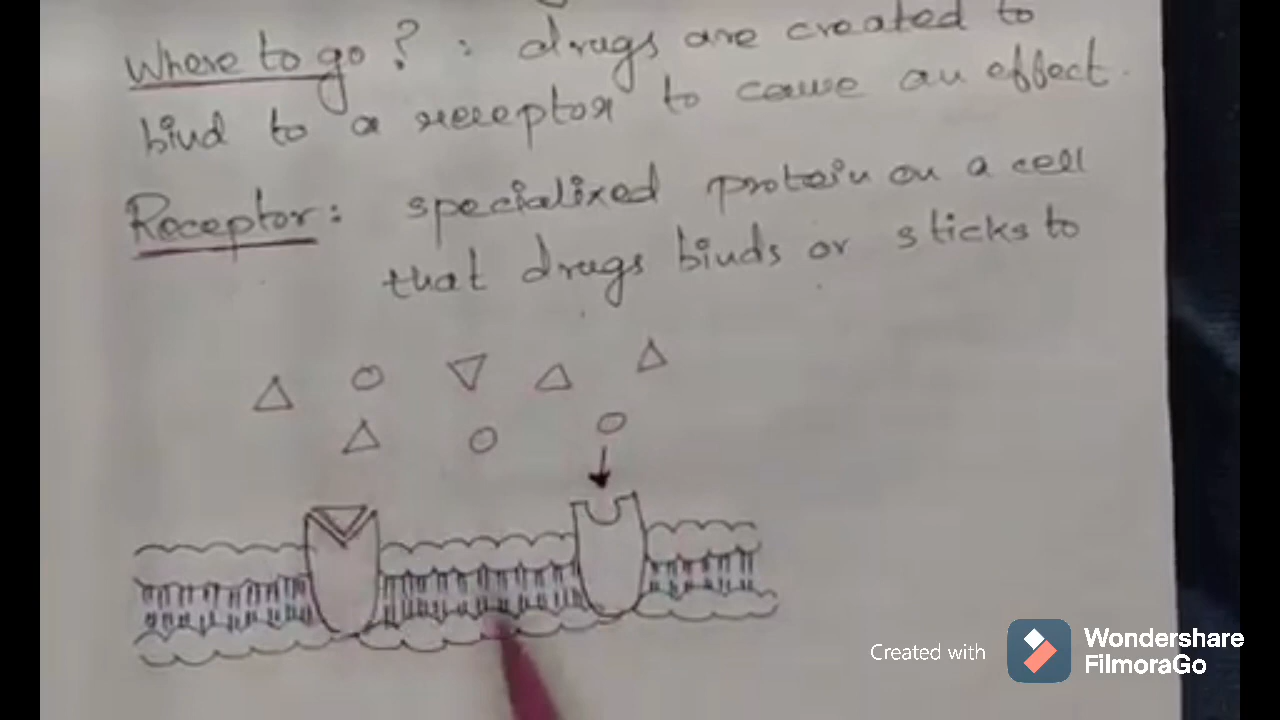 Where to go? : drugs are created to
bind to a receptor to cause an effect.
Receptor: specialized protein on a cell
that drugs binds or sticks to
Created with
Wondershare
FilmoraGo